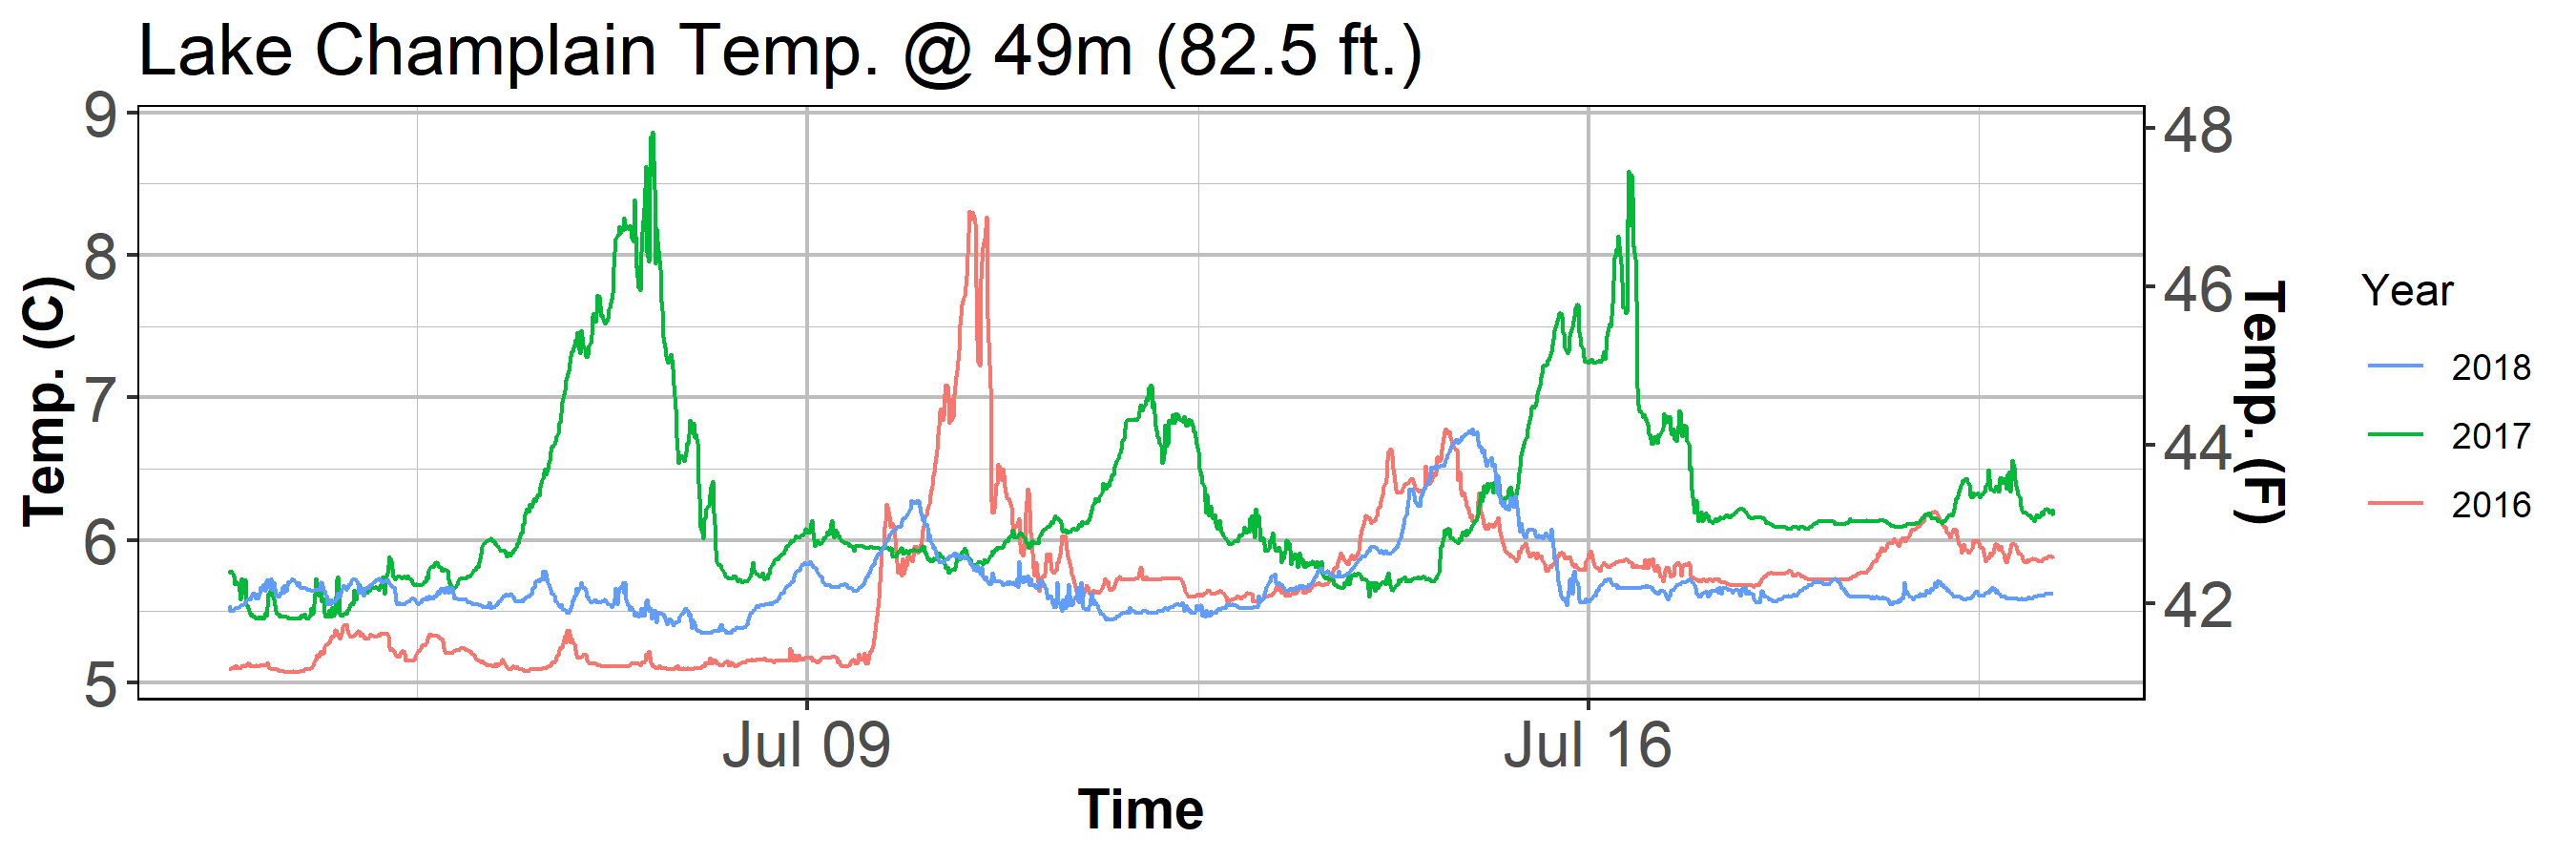 Lake Champlain Temp. @ 49m (82.5 ft.)
9
8
7
6
5
Temp. (C)
48
46
44
42
Temp. (F)
Jul 09
Jul 16
Time
Year
2018
2017
2016